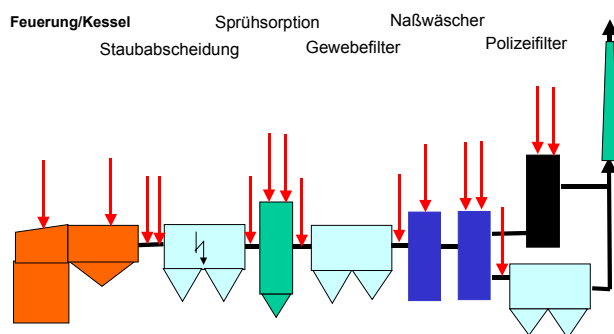 Feuerung/Kessel
Staubabscheidung
Sprühsorption
Gewebefilter
Naßwäscher
Polizeifilter